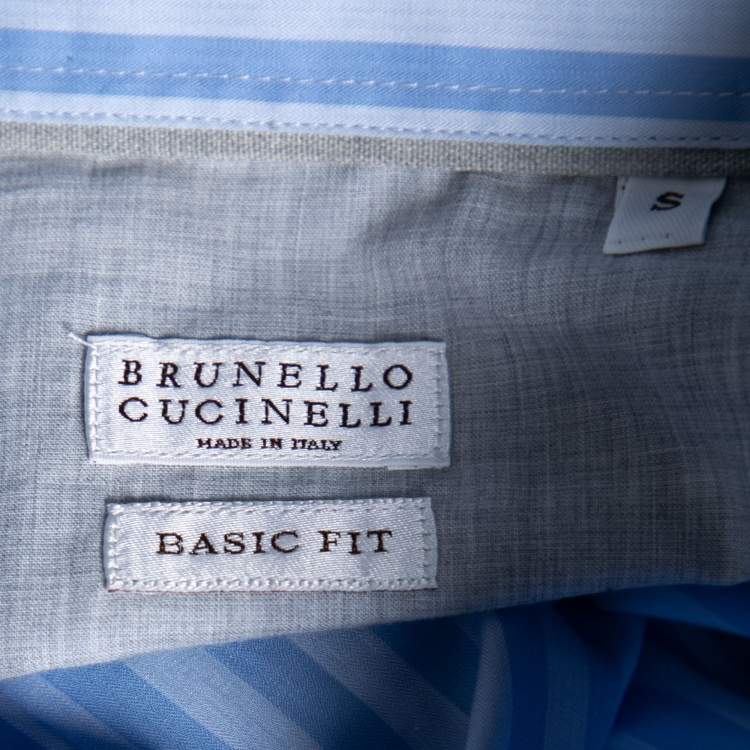 S
BRUNELLO
CUCINELLI
MADE IN ITALY
BASIC FIT